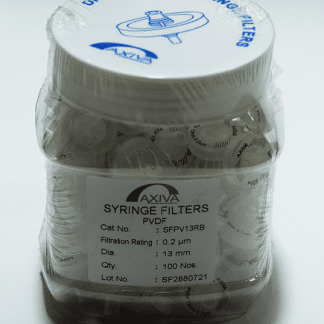 FILTERS
AXIVA
AXIVA
SYRINGE FILTERS
PVDF
Cat No. : SFPV13RB
Filtration Rating : 0.2 µm
Dia : 13 mm
Qty. : 100 Nos.
Lot No. : SF2880721